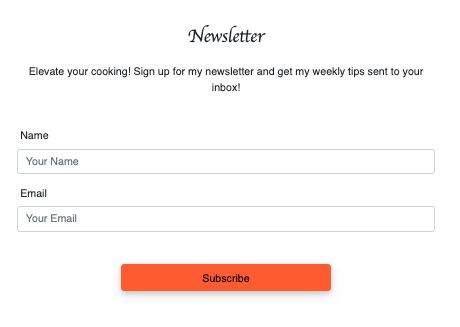 Newsletter
Elevate your cooking! Sign up for my newsletter and get my weekly tips sent to your
inbox!
Name
Your Name
Email
Your Email
Subscribe